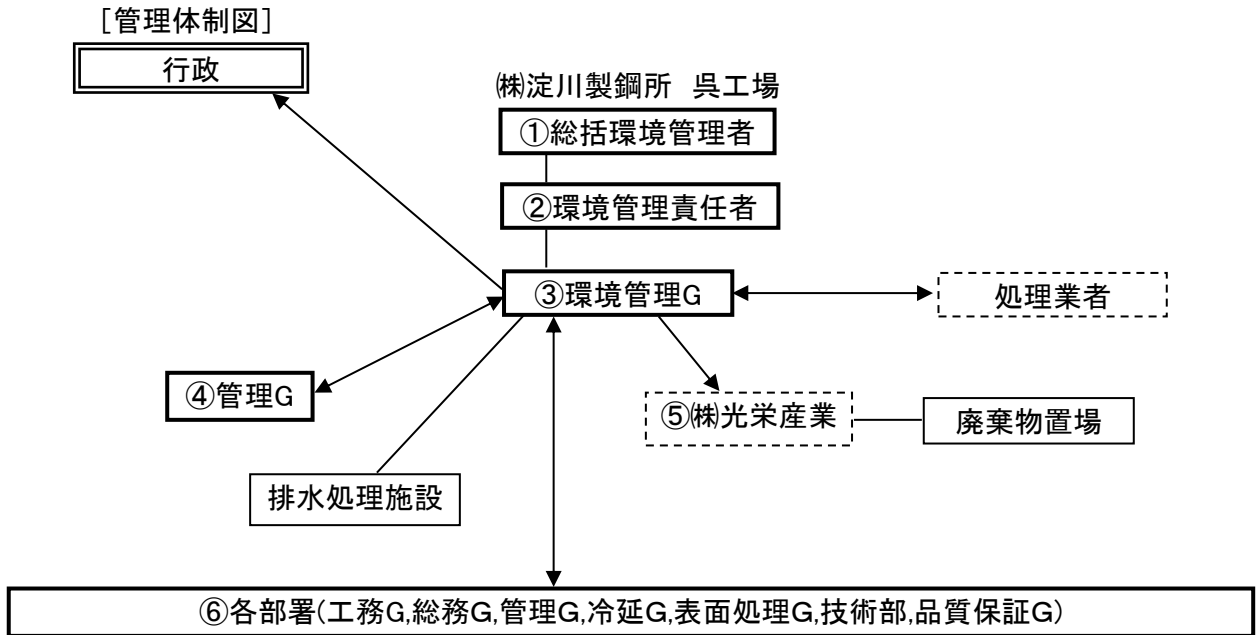 [管理体制図]
行政
㈱淀川製鋼所 呉工場
①総括環境管理者
②環境管理責任者
③環境管理G
処理業者
④管理G
⑤㈱光栄産業
廃棄物置場
排水処理施設
⑥各部署(工務G,総務G,管理G,冷延G,表面処理G,技術部,品質保証G)